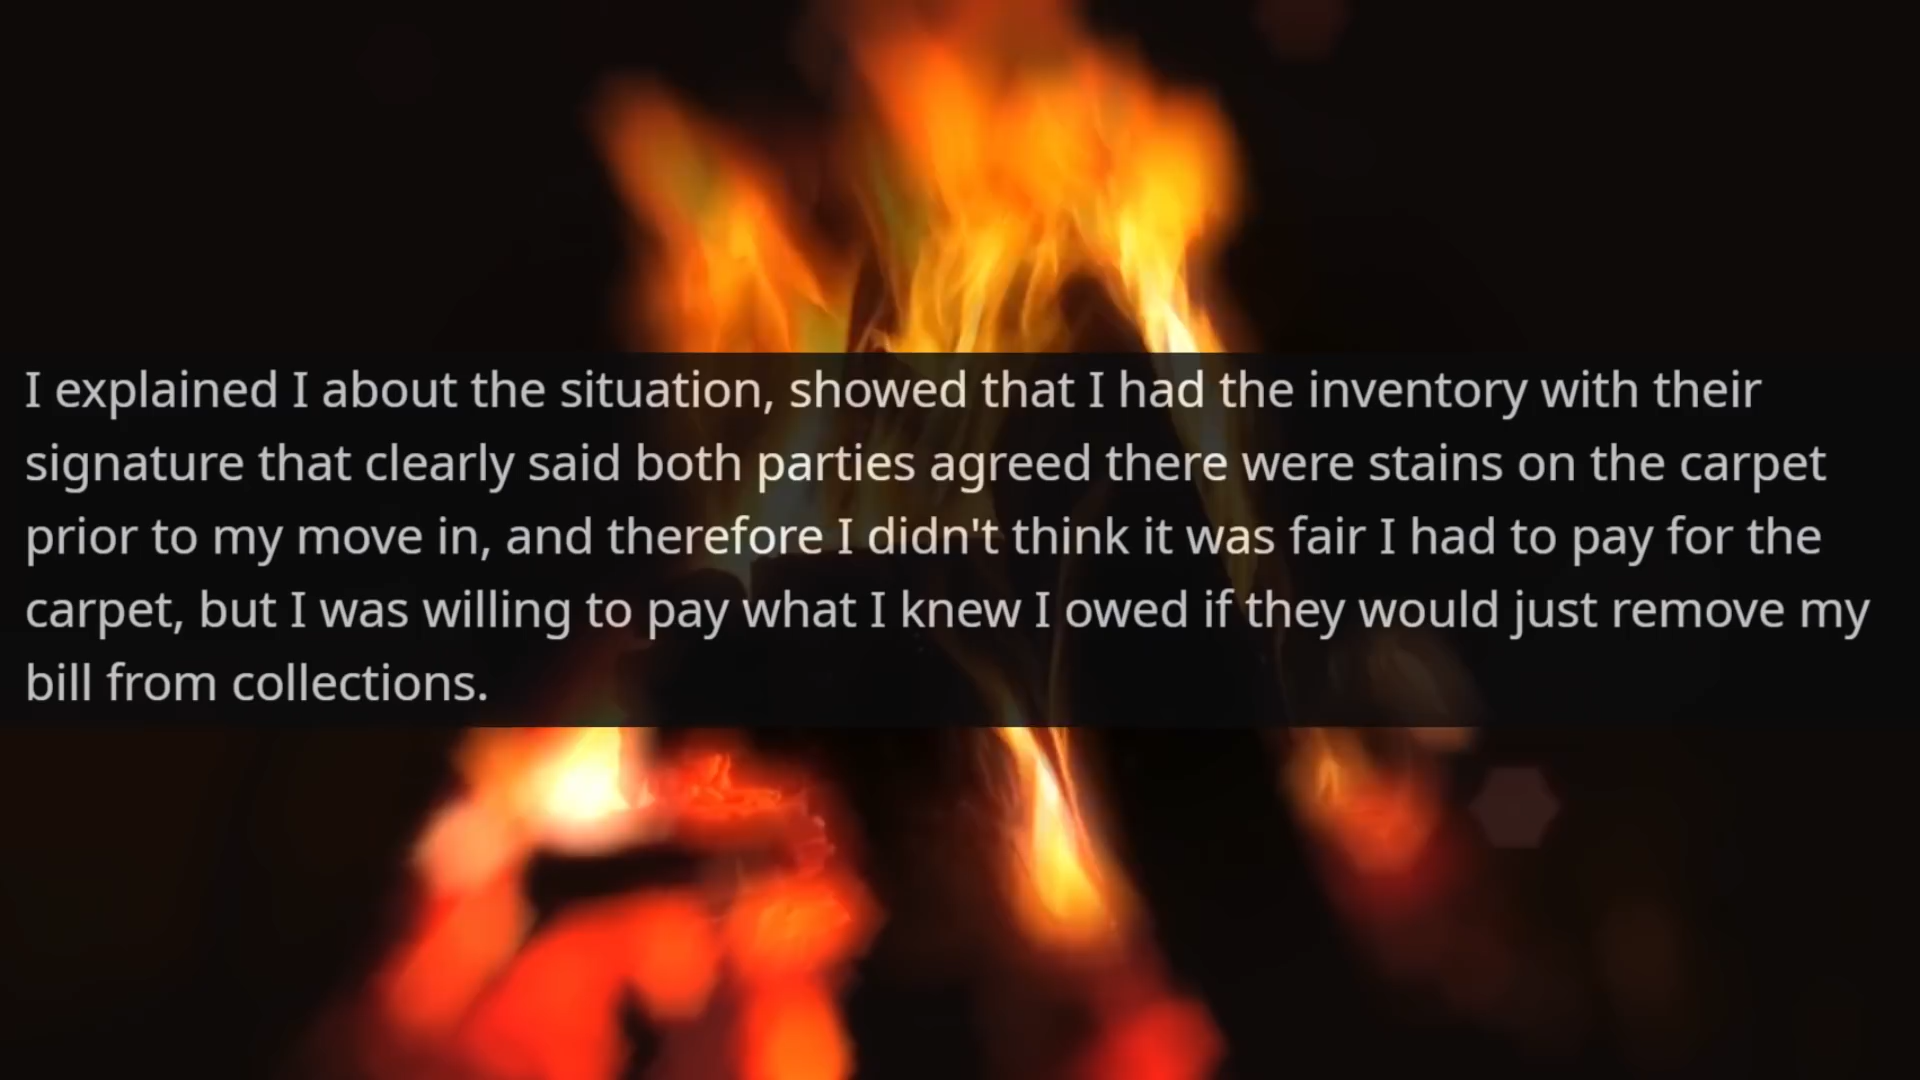 I explained I about the situation, showed that I had the inventory with their
signature that clearly said both parties agreed there were stains on the carpet
prior to my move in, and therefore I didn't think it was fair I had to pay for the
carpet, but I was willing to pay what I knew I owed if they would just remove my
bill from collections.